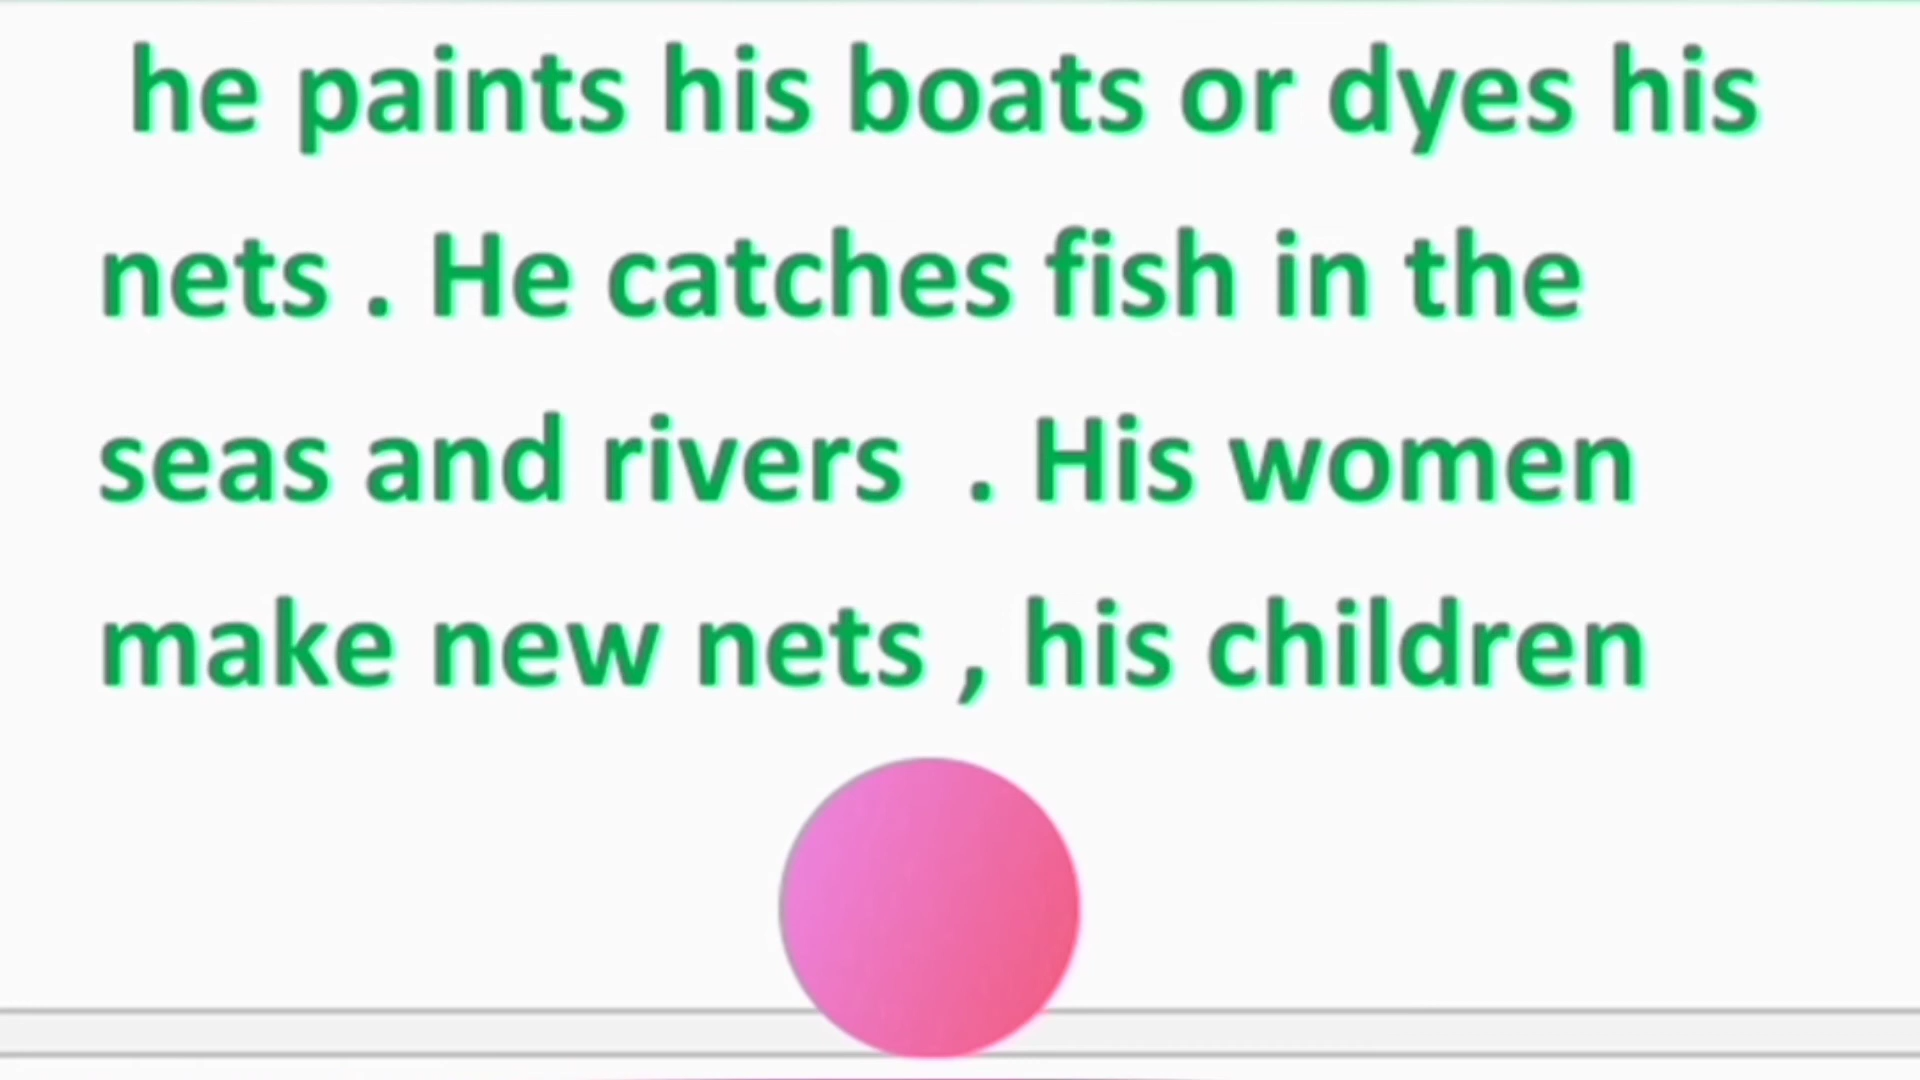 he paints his boats or dyes his
nets . He catches fish in the
seas and rivers  . His women
make new nets , his children